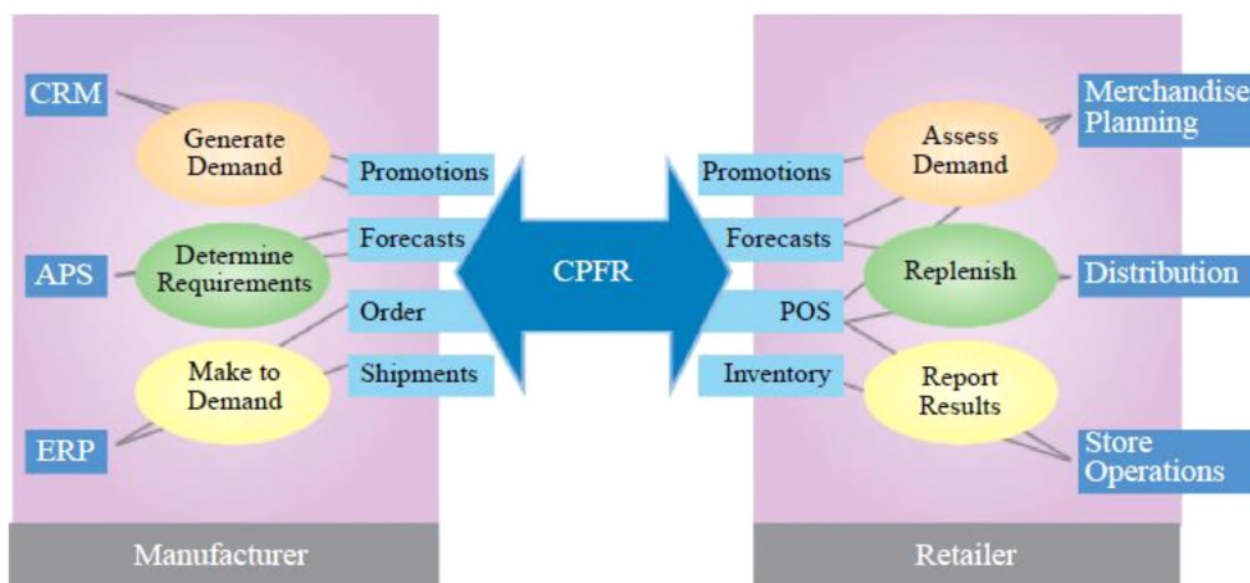 CRM
Generate
Demand
Promotions
APS
Determine
Requirements
Forecasts
Order
Make to
Demand
Shipments
ERP
Manufacturer
CPFR
Promotions
Assess
Demand
Merchandise
Planning
Forecasts
Replenish
Distribution
POS
Inventory
Report
Results
Store
Operations
Retailer